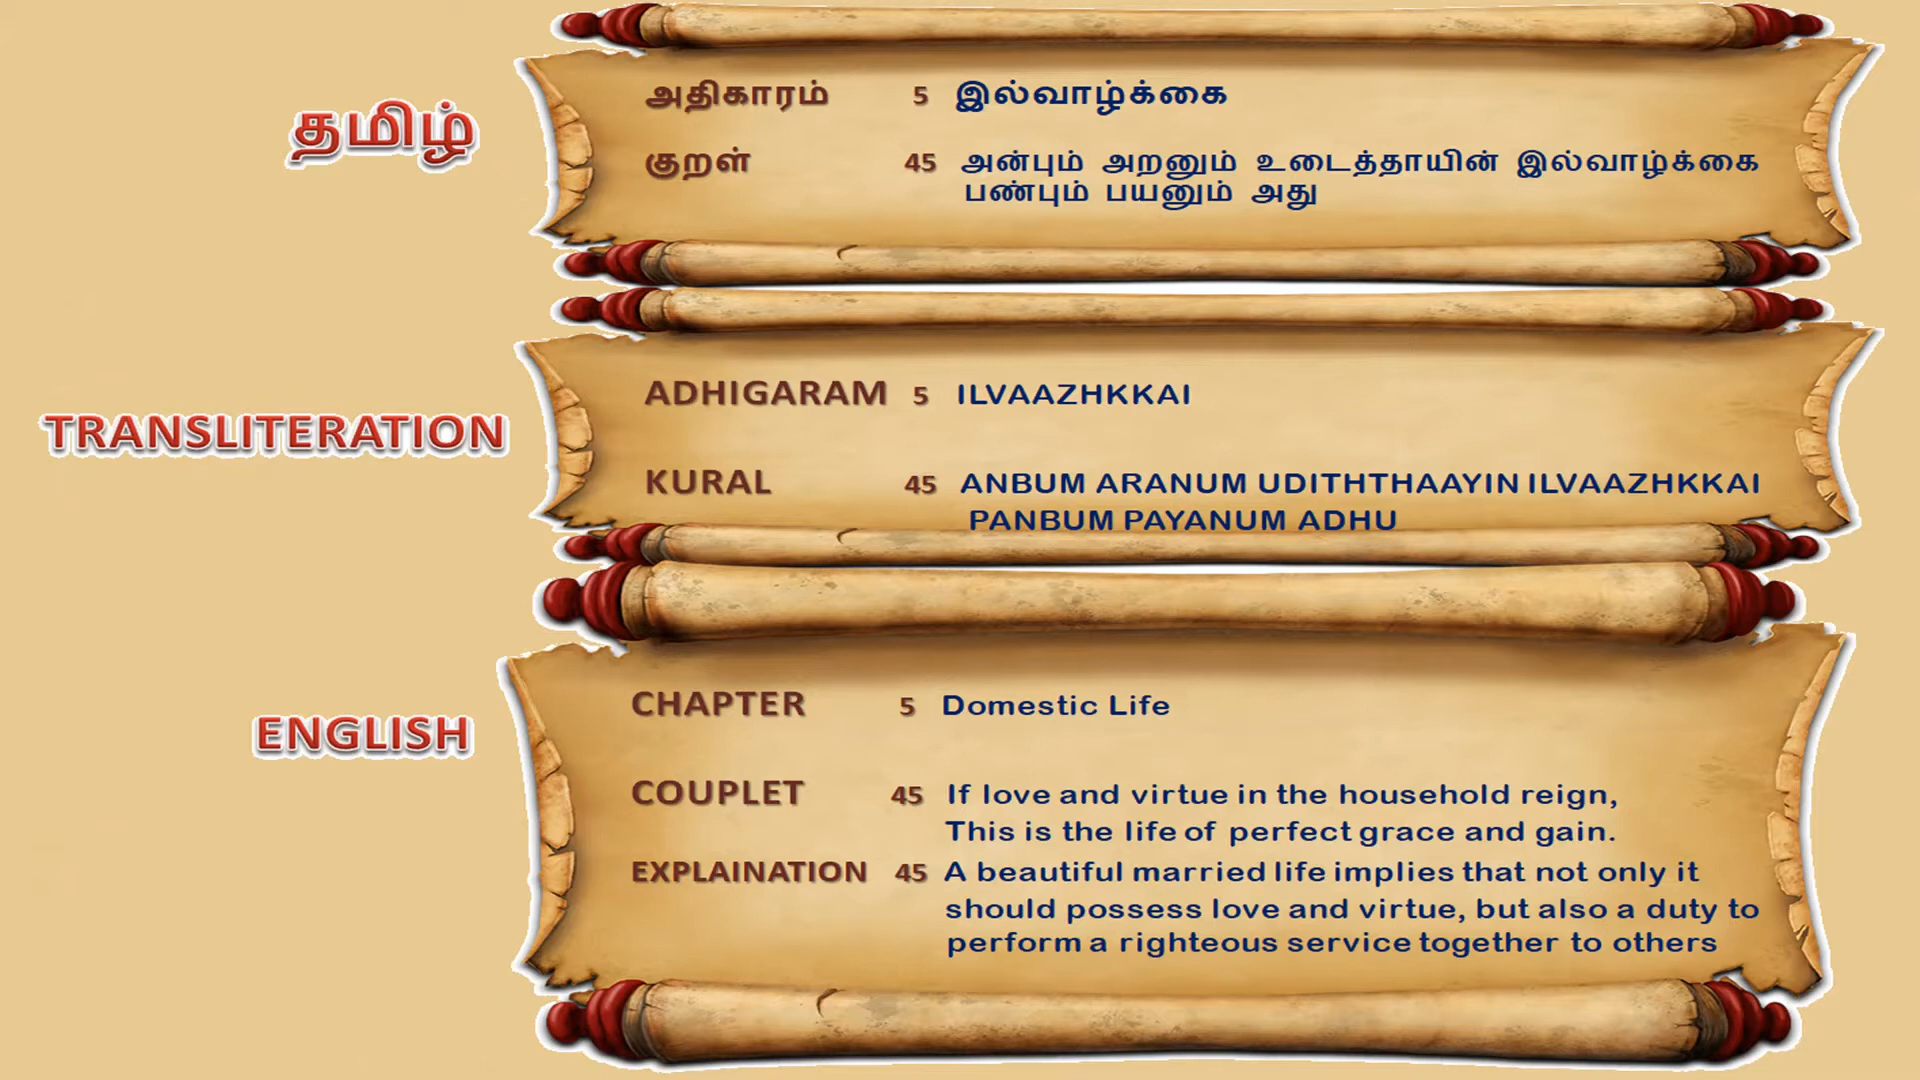 தமிழ்
அதிகாரம் 5 இல்வாழ்க்கை
குறள் 45 அன்பும் அறனும் உடைத்தாயின் இல்வாழ்க்கை
பண்பும் பயனும் அது
TRANSLITERATION
ADHIGARAM 5 ILVAAZHKKAI
KURAL 45 ANBUM ARANUM UDITHTHAAYIN ILVAAZHKKAI
PANBUM PAYANUM ADHU
ENGLISH
CHAPTER 5 Domestic Life
COUPLET 45 If love and virtue in the household reign,
This is the life of perfect grace and gain.
EXPLAINATION 45 A beautiful married life implies that not only it
should possess love and virtue, but also a duty to
perform a righteous service together to others